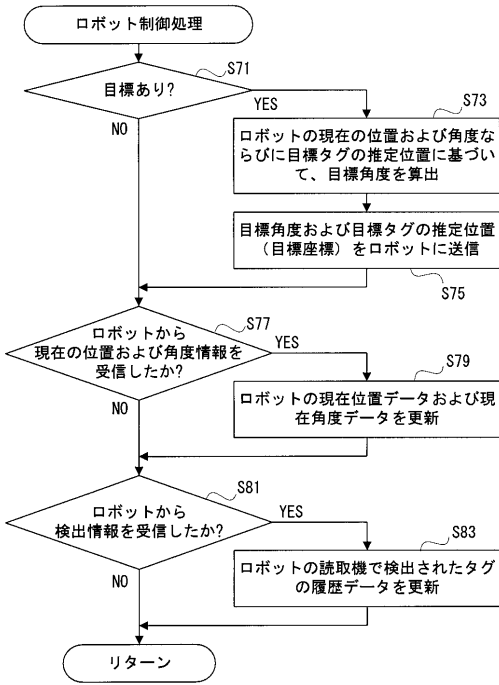 ロボット制御処理
S71
目標あり?
YES
NO
S73
ロボットの現在の位置および角度な
らびに目標タグの推定位置に基づい
て、目標角度を算出
目標角度および目標タグの推定位置
(目標座標)をロボットに送信
S75
S77
ロボットから
現在の位置および角度情報を
受信したか?
YES
NO
S79
ロボットの現在位置データおよび現
在角度データを更新
S81
ロボットから
検出情報を受信したか?
YES
NO
S83
ロボットの読取機で検出されたタグ
の履歴データを更新
リターン